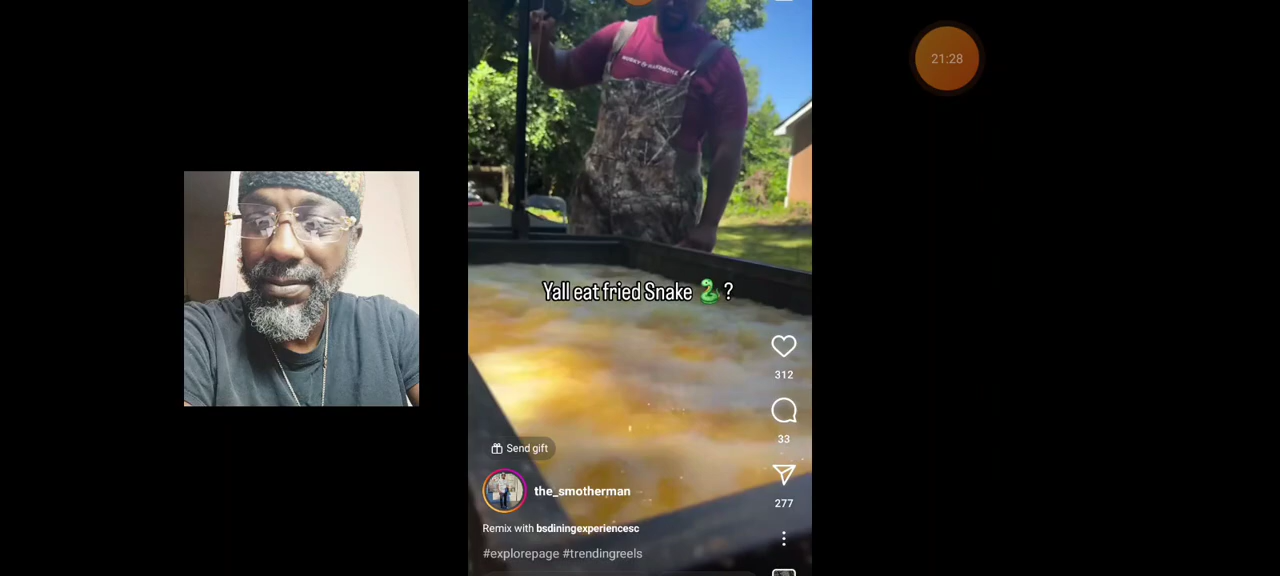 21:28
Yall eat fried Snake 🐍 ?
312
33
Send gift
277
the_smotherman
Remix with bsdiningexperiencesc
#explorepage #trendingreels